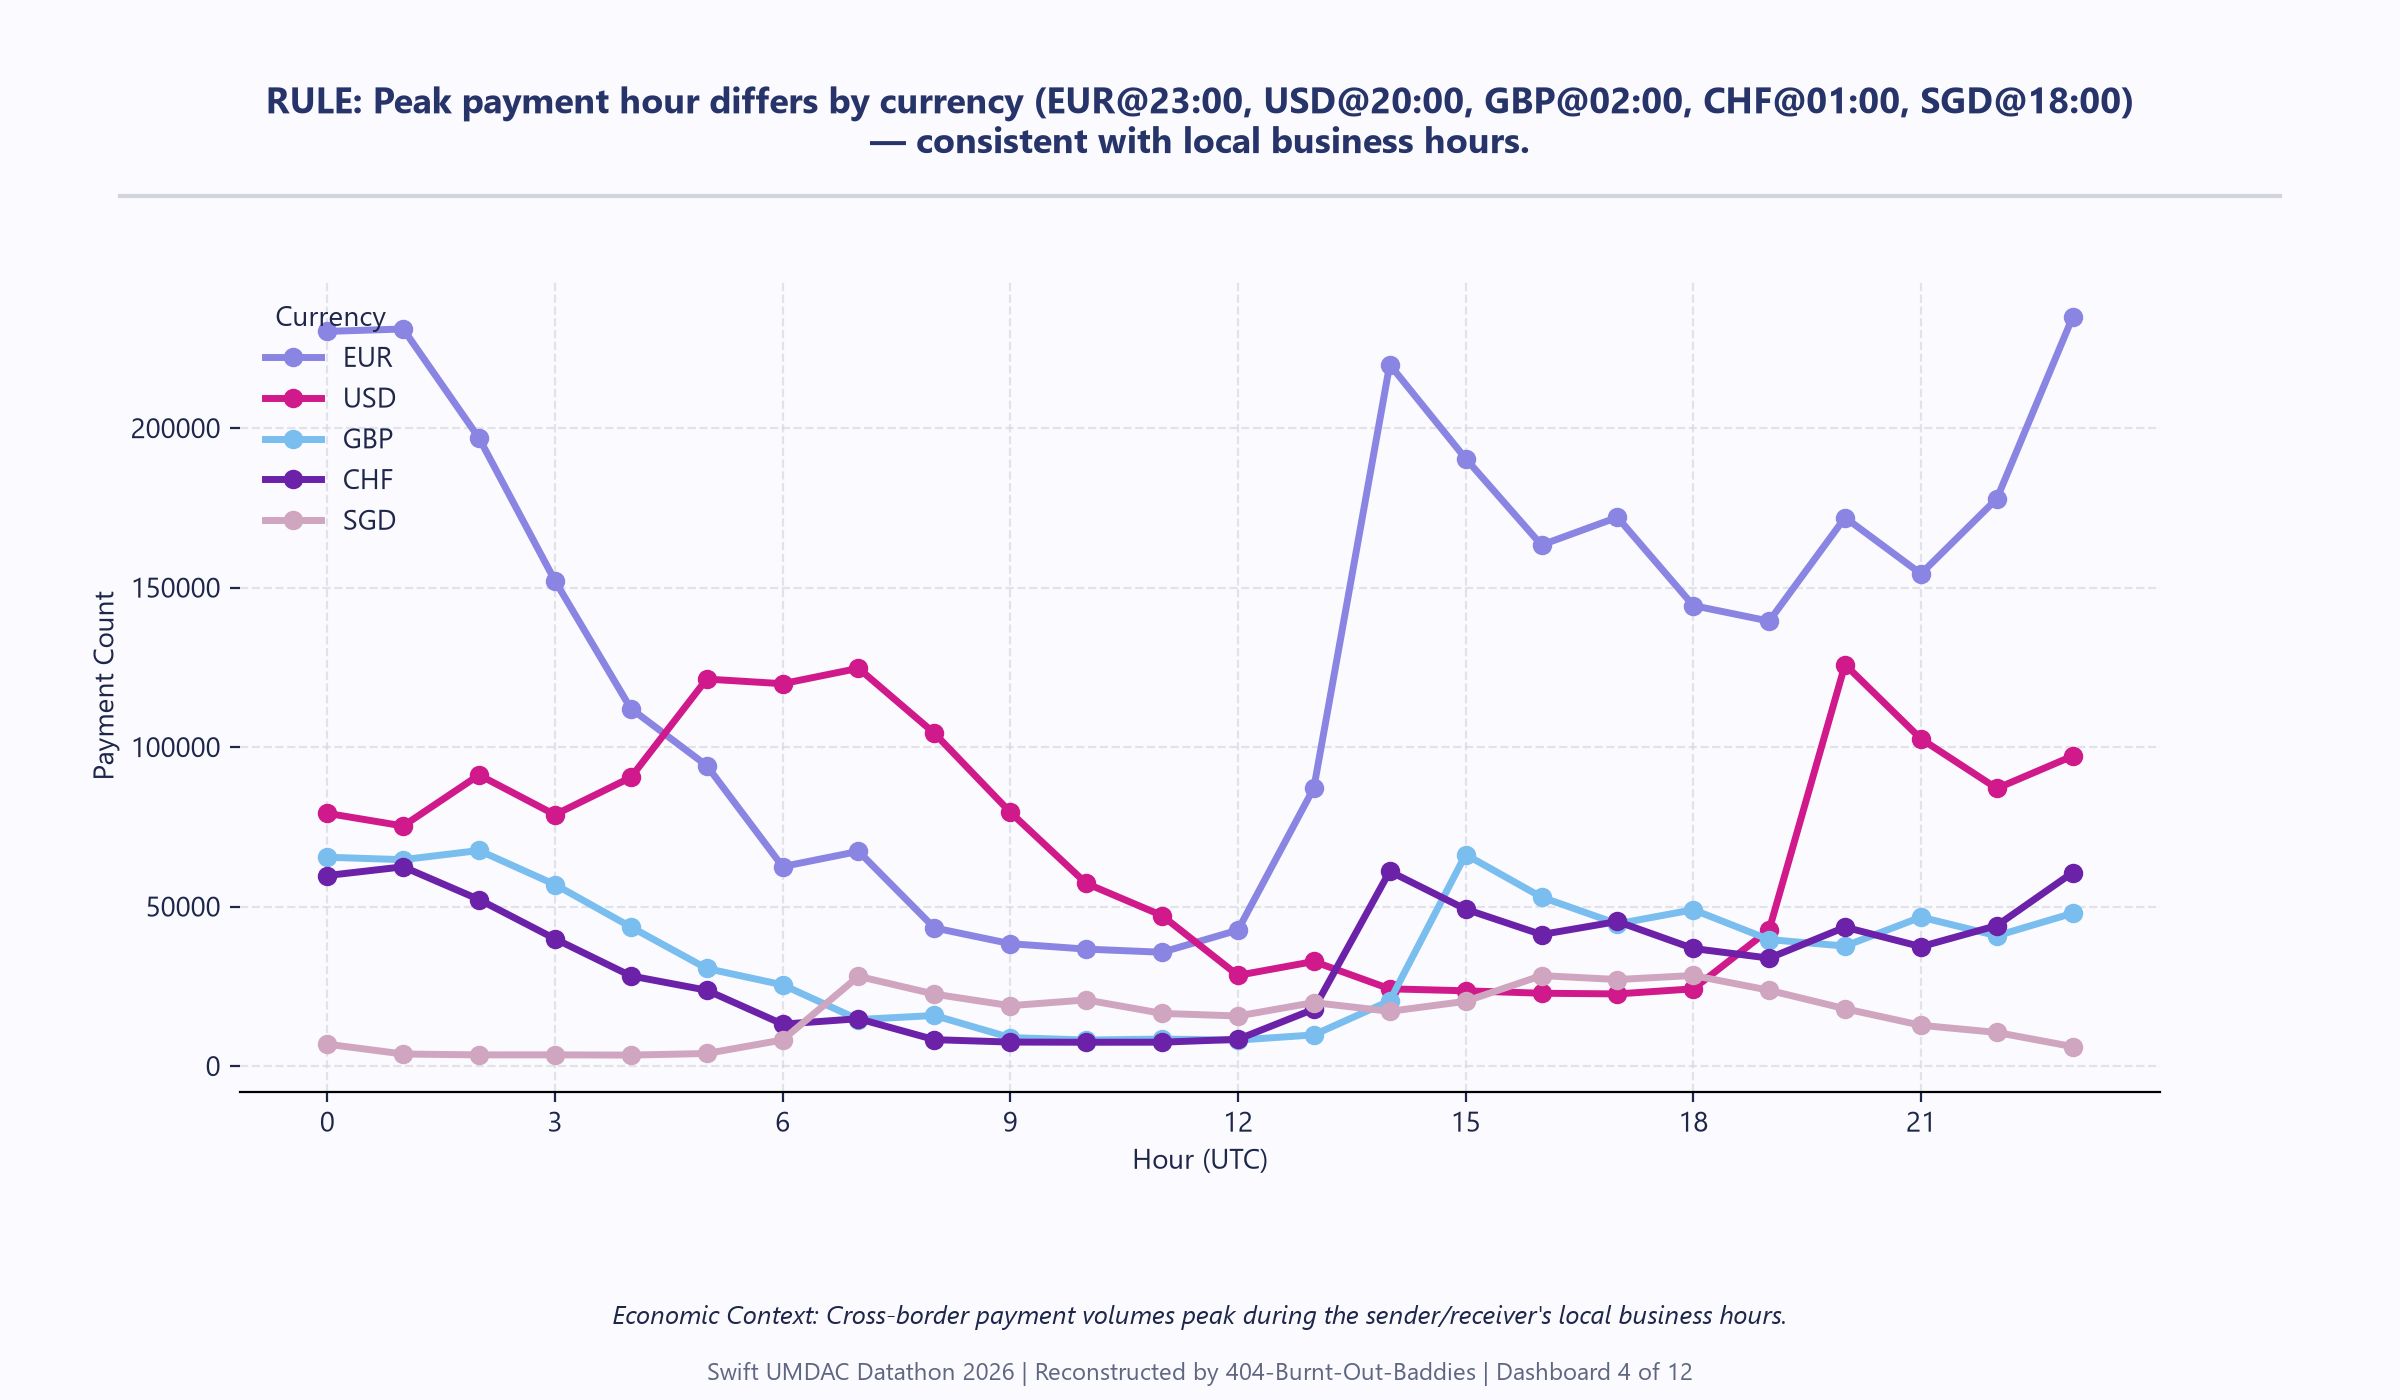 RULE: Peak payment hour differs by currency (EUR@23:00, USD@20:00, GBP@02:00, CHF@01:00, SGD@18:00)
— consistent with local business hours.
Currency
EUR
USD
GBP
CHF
SGD
200000
150000
100000
50000
0
Payment Count
0 3 6 9 12 15 18 21
Hour (UTC)
Economic Context: Cross-border payment volumes peak during the sender/receiver's local business hours.
Swift UMDAC Datathon 2026 | Reconstructed by 404-Burnt-Out-Baddies | Dashboard 4 of 12